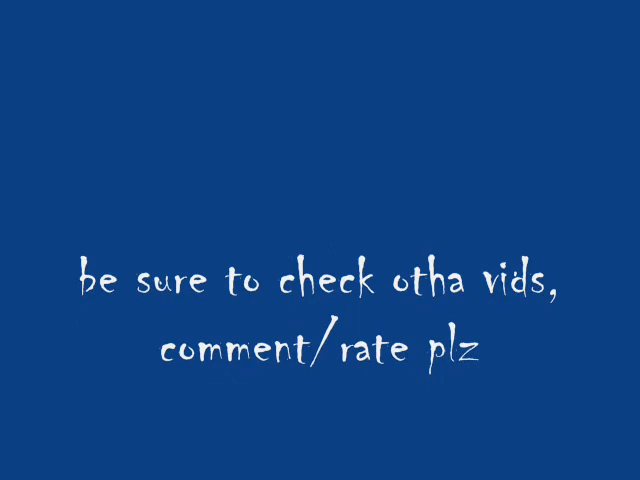 be sure to check otha vids,
comment/rate plz